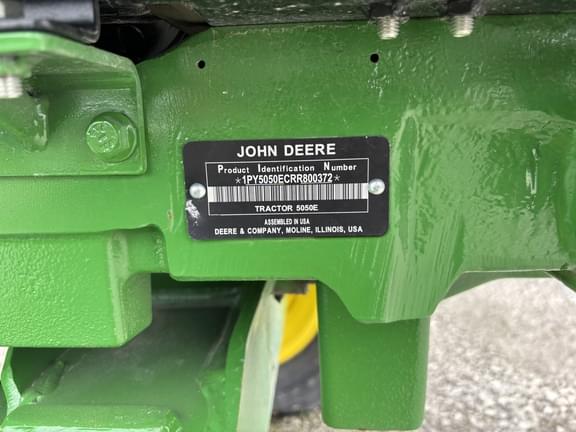 JOHN DEERE
Product Identification Number
*1PY5050ECRR800372*
TRACTOR 5050E
ASSEMBLED IN USA
DEERE & COMPANY, MOLINE, ILLINOIS, USA